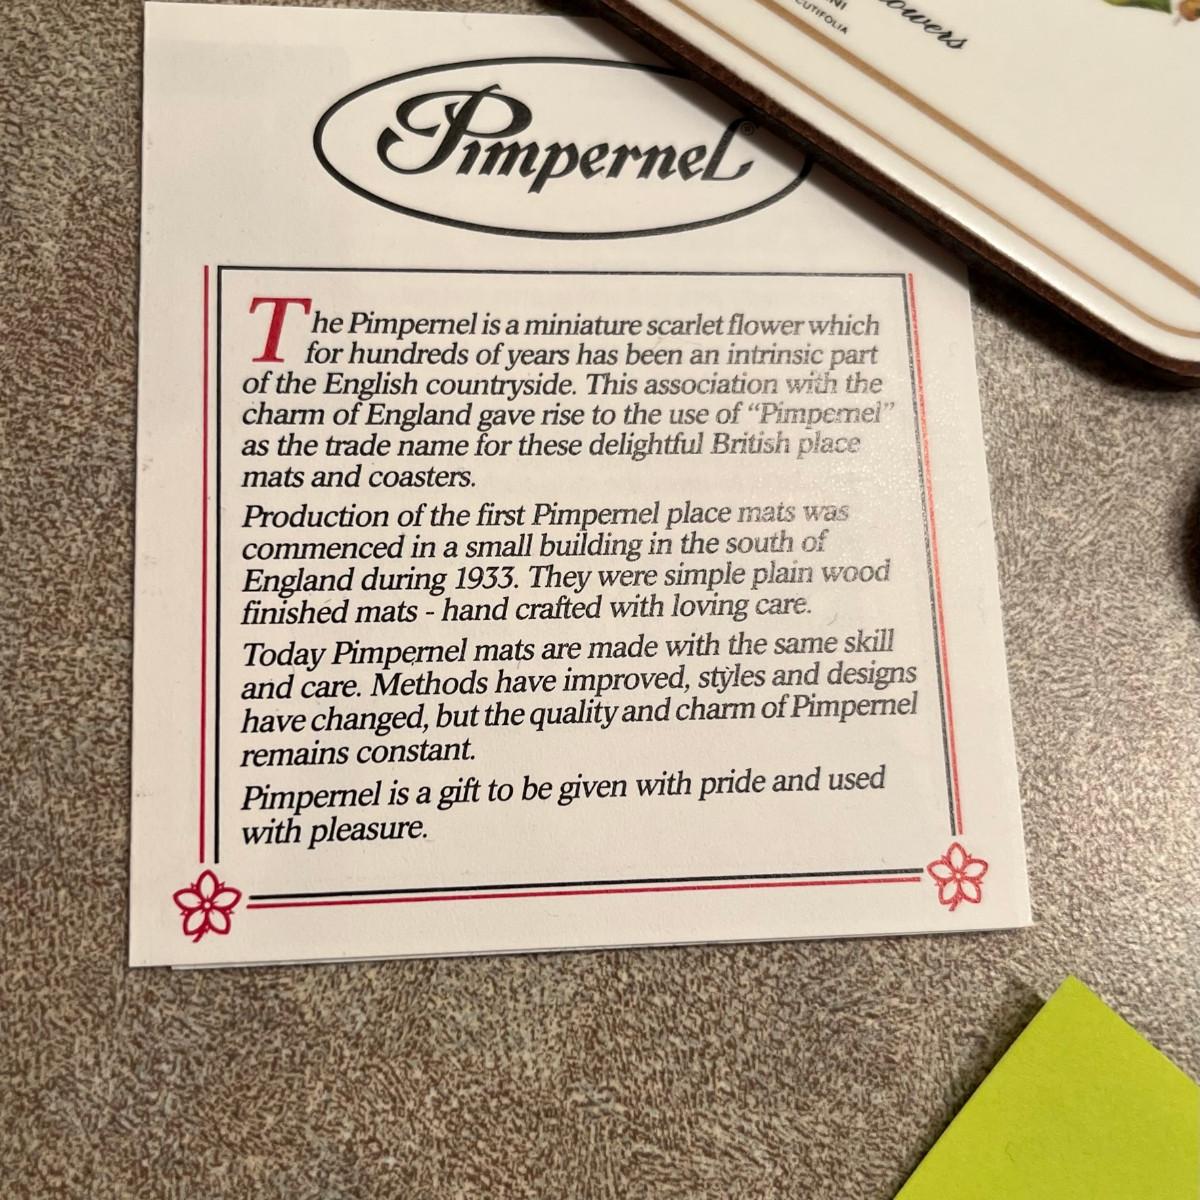 Pimpernel®
owers
CUTIFOLIA
The Pimpernel is a miniature scarlet flower which
for hundreds of years has been an intrinsic part
of the English countryside. This association with the
charm of England gave rise to the use of “Pimpernel”
as the trade name for these delightful British place
mats and coasters.
Production of the first Pimpernel place mats was
commenced in a small building in the south of
England during 1933. They were simple plain wood
finished mats - hand crafted with loving care.
Today Pimpernel mats are made with the same skill
and care. Methods have improved, styles and designs
have changed, but the quality and charm of Pimpernel
remains constant.
Pimpernel is a gift to be given with pride and used
with pleasure.